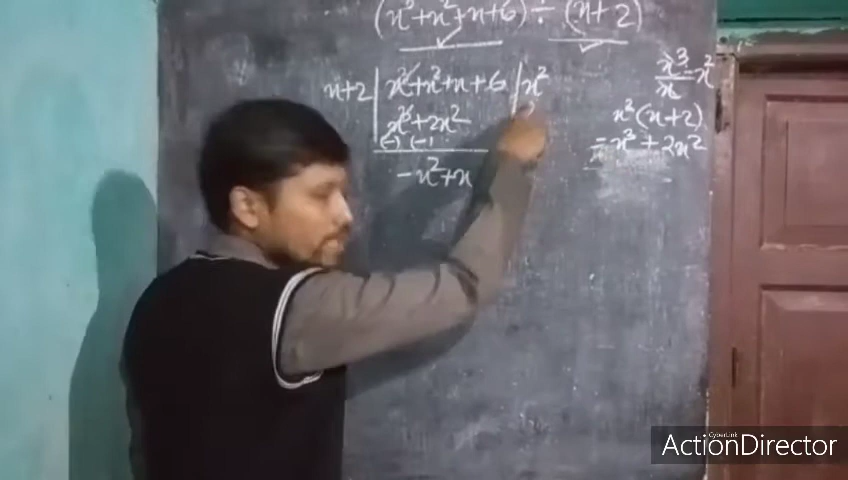 (x³+x²+x+6) ÷ (x+2)
x+2 | x³+x²+x+6 | x²
x³+2x²
(-) (-)
-x²+x
x³/x = x²
x²(x+2)
= x³ + 2x²
CyberLink
ActionDirector